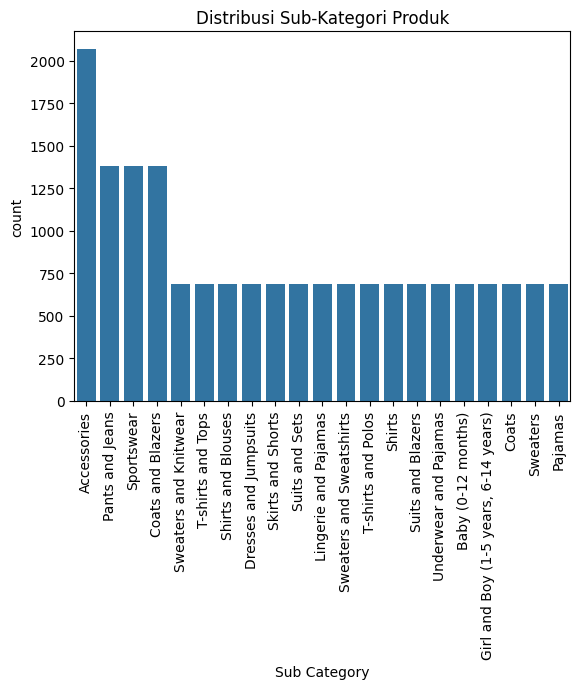 Distribusi Sub-Kategori Produk
count
2000
1750
1500
1250
1000
750
500
250
0
Accessories
Pants and Jeans
Sportswear
Coats and Blazers
Sweaters and Knitwear
T-shirts and Tops
Shirts and Blouses
Dresses and Jumpsuits
Skirts and Shorts
Suits and Sets
Lingerie and Pajamas
Sweaters and Sweatshirts
T-shirts and Polos
Shirts
Suits and Blazers
Underwear and Pajamas
Baby (0-12 months)
Girl and Boy (1-5 years, 6-14 years)
Coats
Sweaters
Pajamas
Sub Category